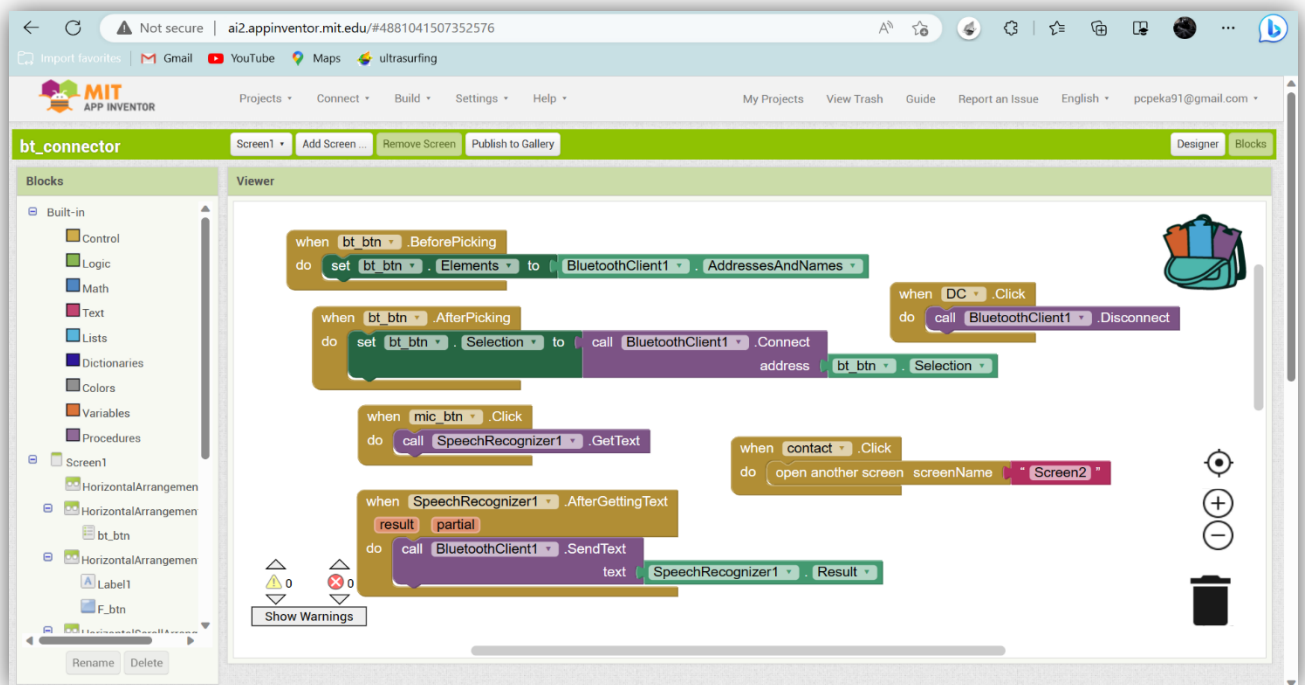 Not secure | ai2.appinventor.mit.edu/#4881041507352576
Import favorites Gmail YouTube Maps ultrasurfing
MIT
APP INVENTOR
Projects Connect Build Settings Help My Projects View Trash Guide Report an Issue English pcpeka91@gmail.com
bt_connector Screen1 Add Screen ... Remove Screen Publish to Gallery Designer Blocks
Blocks Viewer
Built-in
Control
Logic
Math
Text
Lists
Dictionaries
Colors
Variables
Procedures
Screen1
HorizontalArrangemen
HorizontalArrangemen
bt_btn
HorizontalArrangemen
Label1
F_btn
Rename Delete
when bt_btn .BeforePicking
do set bt_btn . Elements to BluetoothClient1 . AddressesAndNames
when DC .Click
do call BluetoothClient1 .Disconnect
when bt_btn .AfterPicking
do set bt_btn . Selection to call BluetoothClient1 .Connect
address bt_btn . Selection
when mic_btn .Click
do call SpeechRecognizer1 .GetText
when contact .Click
do open another screen screenName " Screen2 "
when SpeechRecognizer1 .AfterGettingText
result partial
do call BluetoothClient1 .SendText
text SpeechRecognizer1 . Result
0 0
Show Warnings